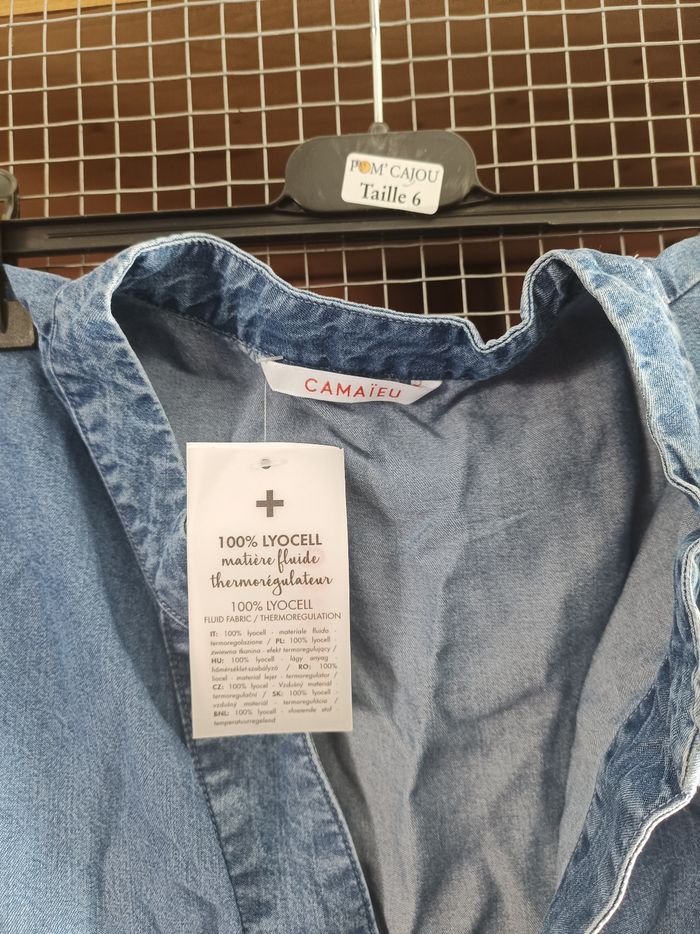 POM'CAJOU
Taille 6
CAMAÏEU
+
100% LYOCELL
matière fluide
thermorégulateur
100% LYOCELL
FLUID FABRIC / THERMOREGULATION
IT: 100% lyocell - materiale fluido -
termoregolazione / PL: 100% lyocell -
zwiewna tkanina - efekt termoregulujący /
HU: 100% lyocell - lágy anyag -
hőmérséklet-szabályzó / RO: 100%
liocel - material lejer - termoregulator /
CZ: 100% lyocel - Vzdušný materiál -
termoregulační / SK: 100% lyocell -
vzdušný materiál - termoregulácia /
BNL: 100% lyocell - vloeiende stof -
temperatuurregelend